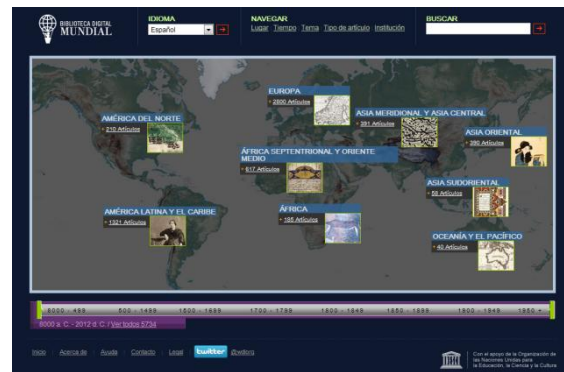 BIBLIOTECA DIGITAL
MUNDIAL
IDIOMA
Español
NAVEGAR
Lugar Tiempo Tema Tipo de artículo Institución
BUSCAR
EUROPA
2800 Artículos
AMÉRICA DEL NORTE
210 Artículos
ASIA MERIDIONAL Y ASIA CENTRAL
391 Artículos
ASIA ORIENTAL
390 Artículos
ÁFRICA SEPTENTRIONAL Y ORIENTE
MEDIO
617 Artículos
ASIA SUDORIENTAL
Artículos
AMÉRICA LATINA Y EL CARIBE
1321 Artículos
ÁFRICA
195 Artículos
OCEANÍA Y EL PACÍFICO
Artículos
8000 - 499 500 - 1499 1500 - 1699 1700 - 1799 1800 - 1849 1850 - 1899 1900 - 1949 1950 +
8000 a. C. - 2012 d. C. / Ver todos 5734
Inicio Acerca de Ayuda Contacto Legal twitter @wdlorg
Con el apoyo de la Organización de
las Naciones Unidas para
la Educación, la Ciencia y la Cultura